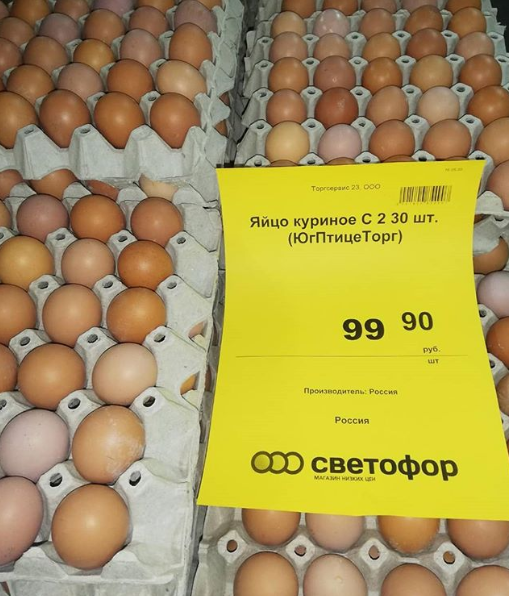 Торгсервис 23, ООО
Яйцо куриное С 2 30 шт.
(ЮгПтицеТорг)
99 90
руб.
шт
Производитель: Россия
Россия
светофор
МАГАЗИН НИЗКИХ ЦЕН